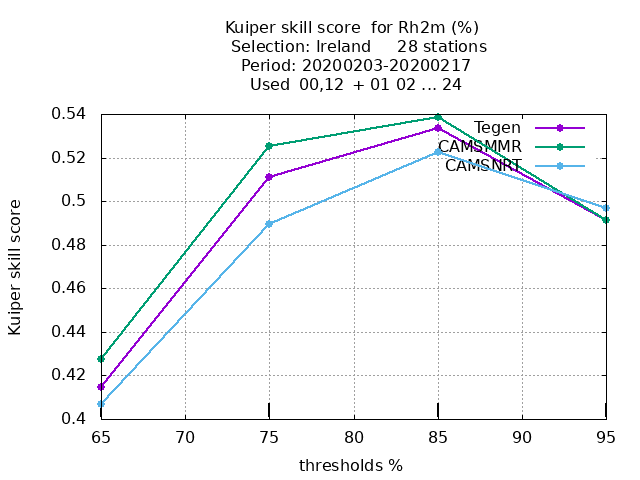 Kuiper skill score  for Rh2m (%)
Selection: Ireland     28 stations
Period: 20200203-20200217
Used  00,12  + 01 02 ... 24
Tegen
CAMSMMR
CAMSNRT
0.54
0.52
0.5
0.48
0.46
0.44
0.42
0.4
Kuiper skill score
65 70 75 80 85 90 95
thresholds %